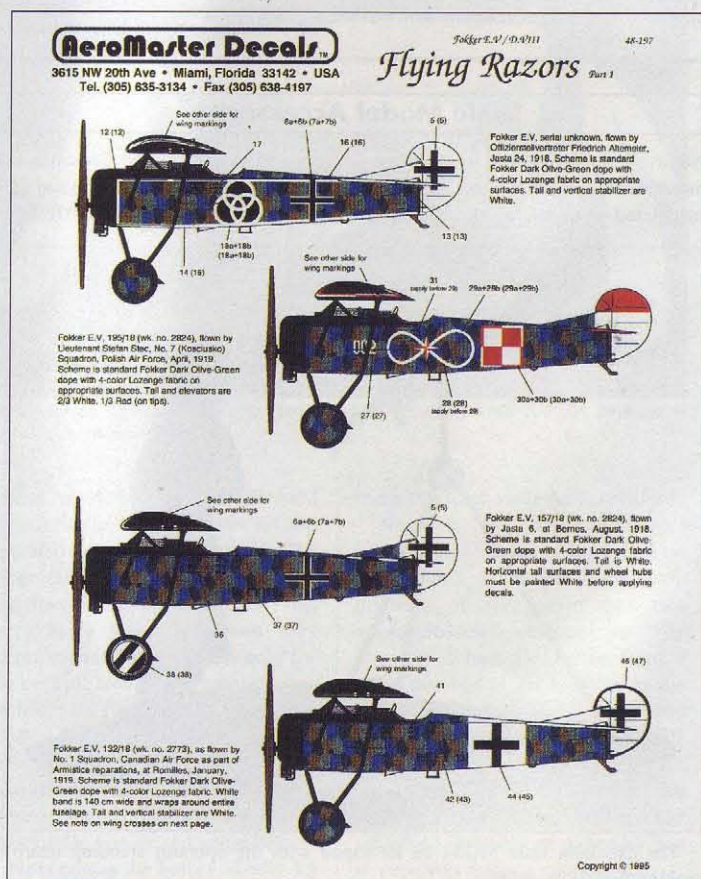 AeroMaster Decals TM
3615 NW 20th Ave • Miami, Florida 33142 • USA
Tel. (305) 635-3134 • Fax (305) 638-4197
Fokker E.V / D.VIII
48-197
Flying Razors Part 1
See other side for
wing markings
12 (12)
17
6a+6b (7a+7b)
16 (16)
5 (5)
13 (13)
18a+18b
(18a+18b)
14 (19)
Fokker E.V, serial unknown, flown by
Offizierstellvertreter Friedrich Altemeier,
Jasta 24, 1918. Scheme is standard
Fokker Dark Olive-Green dope with
4-color Lozenge fabric on appropriate
surfaces. Tail and vertical stabilizer are
White.
See other side for
wing markings
31
(apply before 29)
29a+29b (29a+29b)
002
27 (27)
28 (28)
(apply before 29)
30a+30b (30a+30b)
Fokker E.V, 195/18 (wk. no. 2824), flown by
Lieutenant Stefan Stec, No. 7 (Kosciusko)
Squadron, Polish Air Force, April, 1919.
Scheme is standard Fokker Dark Olive-Green
dope with 4-color Lozenge fabric on
appropriate surfaces. Tail and elevators are
2/3 White, 1/3 Red (on tips).
See other side for
wing markings
6a+6b (7a+7b)
5 (5)
36
37 (37)
38 (38)
Fokker E.V, 157/18 (wk. no. 2824), flown
by Jasta 6, at Bernes, August, 1918.
Scheme is standard Fokker Dark Olive-
Green dope with 4-color Lozenge fabric
on appropriate surfaces. Tail is White.
Horizontal tail surfaces and wheel hubs
must be painted White before applying
decals.
See other side for
wing markings
41
46 (47)
42 (43)
44 (45)
Fokker E.V, 132/18 (wk. no. 2773), as flown by
No. 1 Squadron, Canadian Air Force as part of
Armistice reparations, at Romilles, January,
1919. Scheme is standard Fokker Dark Olive-
Green dope with 4-color Lozenge fabric. White
band is 140 cm wide and wraps around entire
fuselage. Tail and vertical stabilizer are White.
See note on wing crosses on next page.
Copyright © 1995